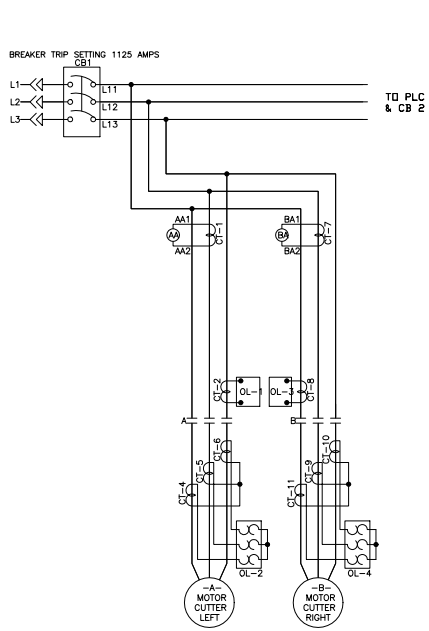 BREAKER TRIP SETTING 1125 AMPS
CB1
L1
L11
L2
L12
L3
L13
TO PLC
& CB 2
AA1
AA
AA2
CT-1
BA1
BA
BA2
CT-7
CT-2
OL-1
OL-3
CT-8
A
B
CT-6
CT-5
CT-4
CT-10
CT-9
CT-11
OL-2
OL-4
-A-
MOTOR
CUTTER
LEFT
-B-
MOTOR
CUTTER
RIGHT